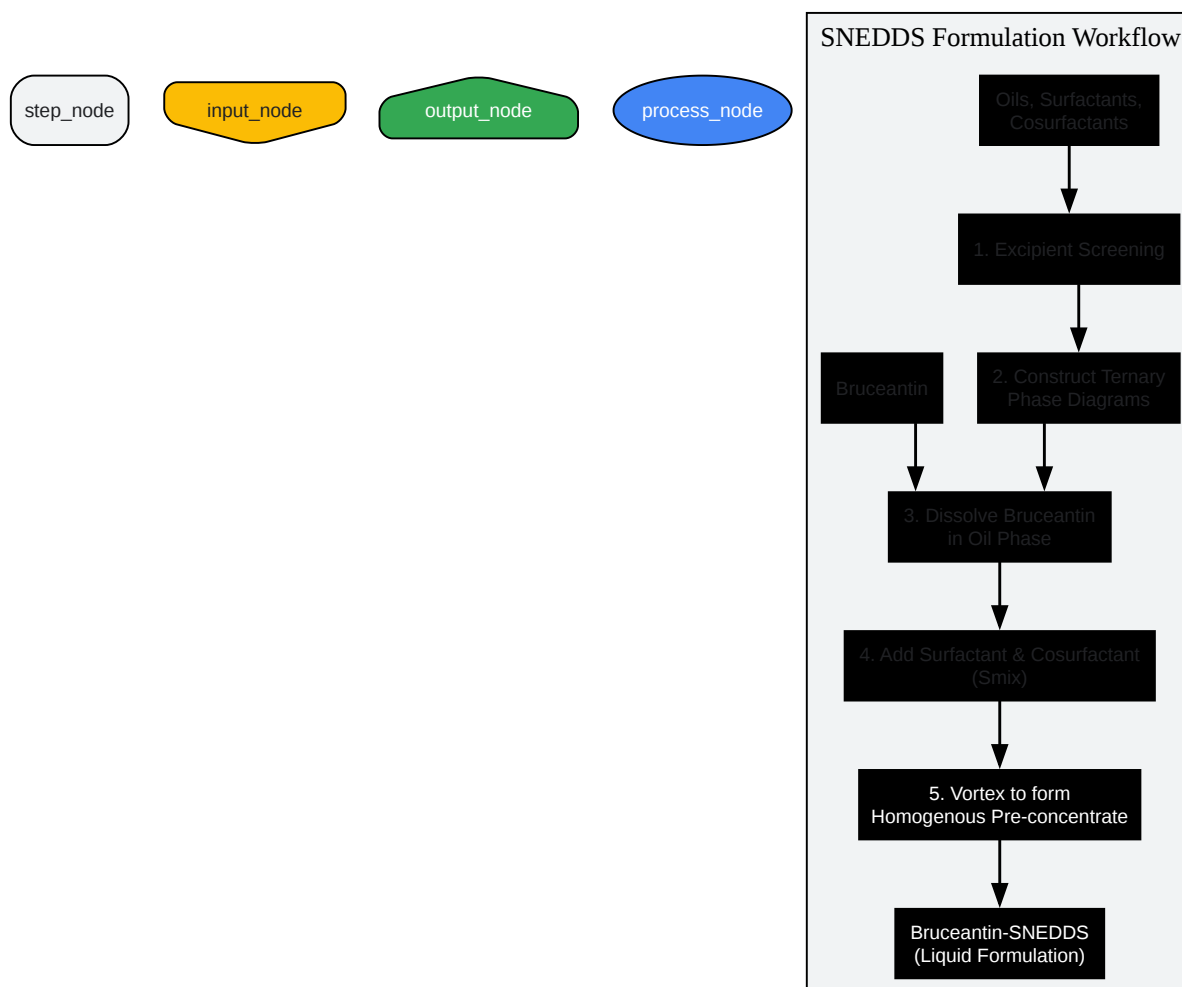 SNEDDS Formulation Workflow
step_node
input_node
output_node
process_node
Oils, Surfactants,
Cosurfactants
1. Excipient Screening
Bruceantin
2. Construct Ternary
Phase Diagrams
3. Dissolve Bruceantin
in Oil Phase
4. Add Surfactant & Cosurfactant
(Smix)
5. Vortex to form
Homogenous Pre-concentrate
Bruceantin-SNEDDS
(Liquid Formulation)